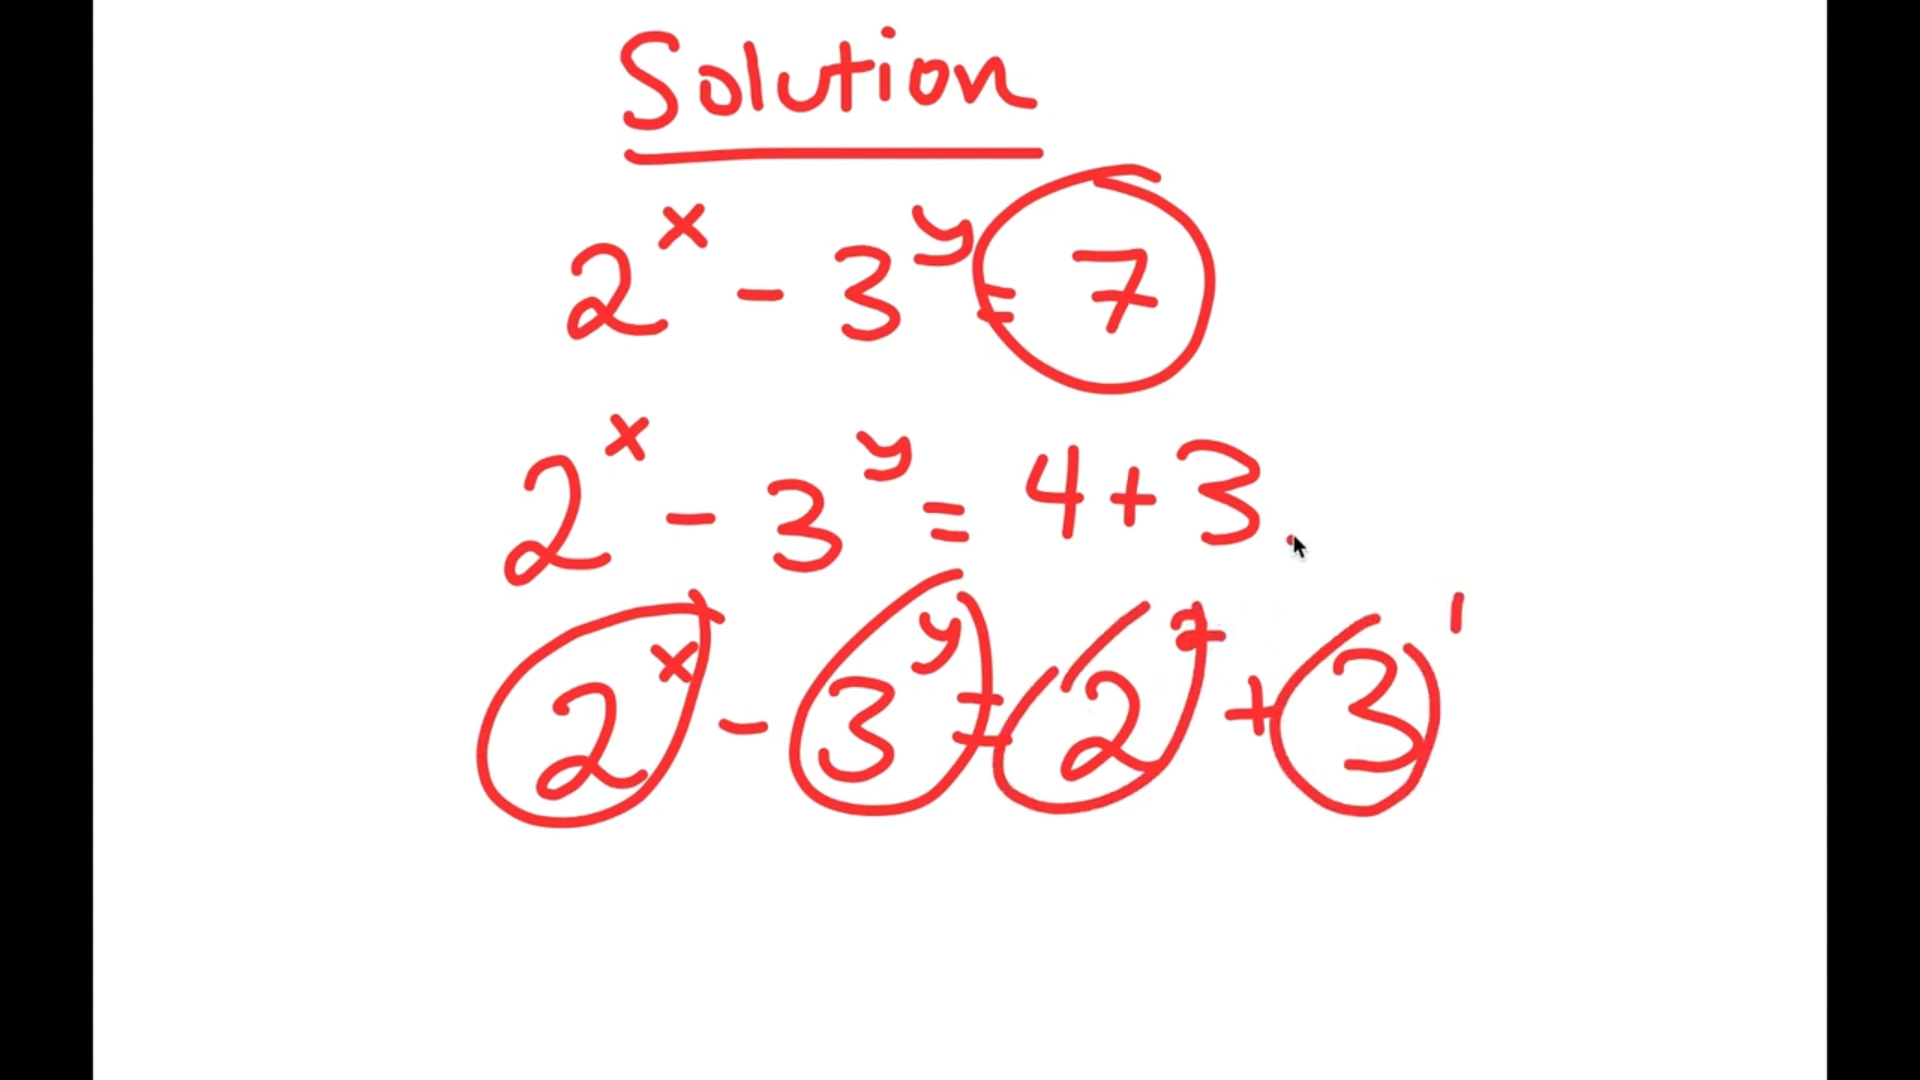 Solution
2^x - 3^y = 7
2^x - 3^y = 4 + 3.
2^x - 3^y = 2^2 + 3^1